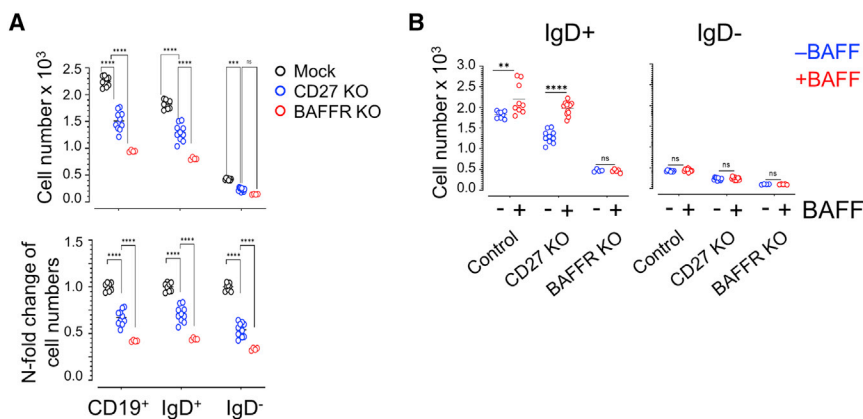 A
Cell number x 10³
2.5
2.0
1.5
1.0
0.5
0.0
****
****
****
****
***
ns
Mock
CD27 KO
BAFFR KO
N-fold change of
cell numbers
1.5
1.0
0.5
0.0
****
****
****
****
****
****
CD19⁺
IgD⁺
IgD⁻
B
IgD+
IgD-
–BAFF
+BAFF
Cell number x 10³
3.0
2.5
2.0
1.5
1.0
0.5
0
**
****
ns
ns
ns
ns
- + - + - +
- + - + - +
BAFF
Control
CD27 KO
BAFFR KO
Control
CD27 KO
BAFFR KO